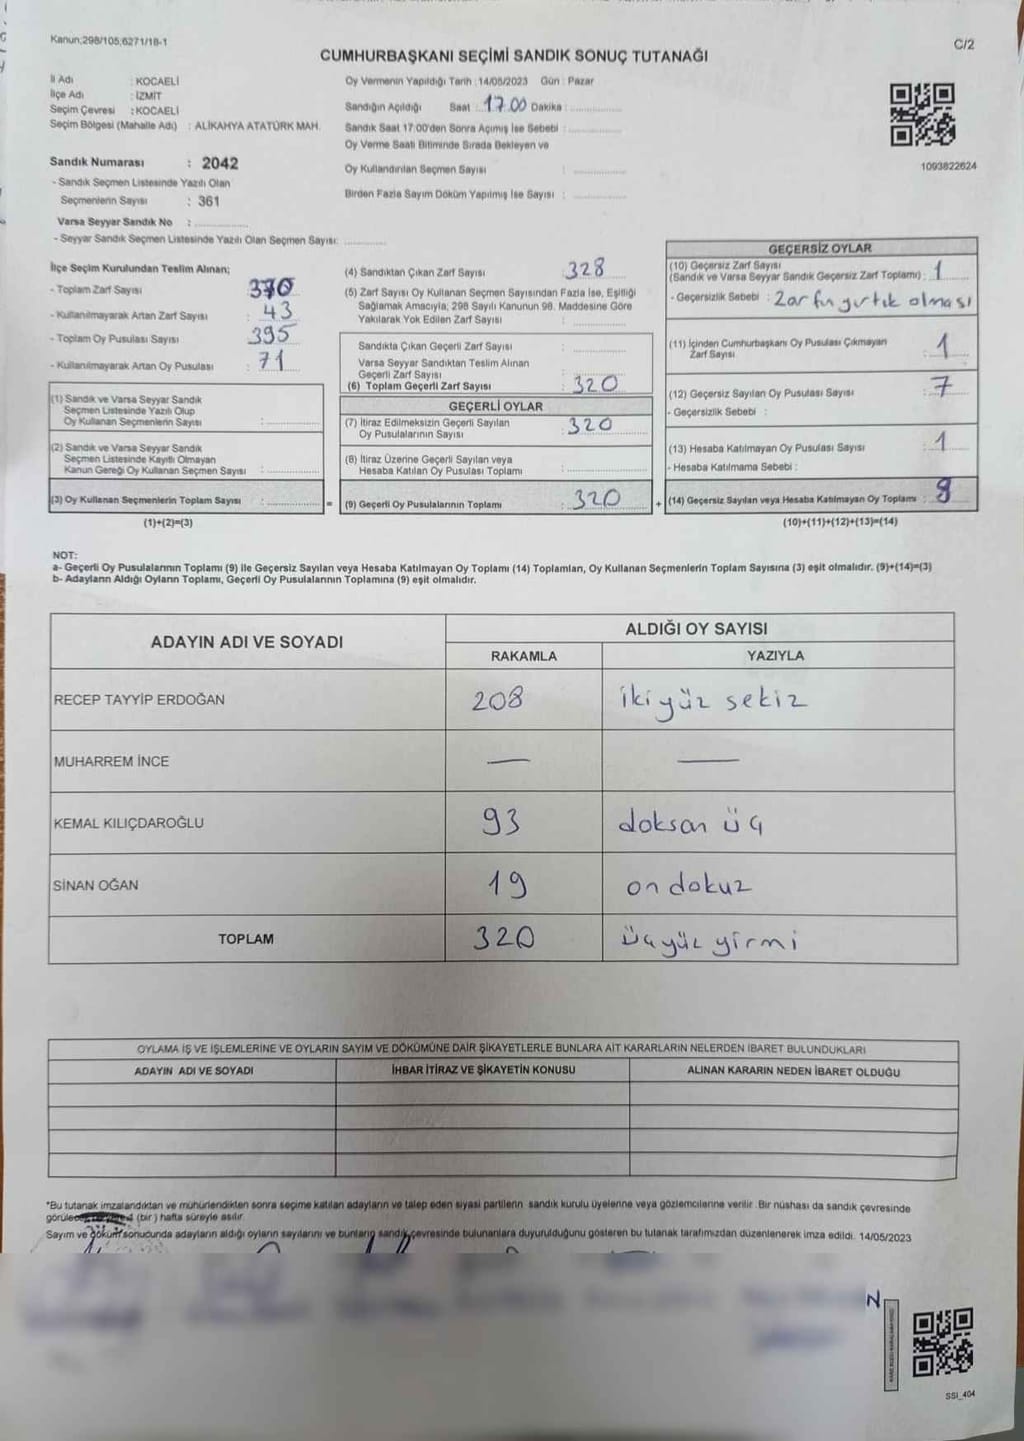 Kanun;298/105;6271/18-1
C/2
CUMHURBAŞKANI SEÇİMİ SANDIK SONUÇ TUTANAĞI
İl Adı : KOCAELİ
İlçe Adı : İZMİT
Seçim Çevresi : KOCAELİ
Seçim Bölgesi (Mahalle Adı) : ALİKAHYA ATATÜRK MAH.
Sandık Numarası : 2042
- Sandık Seçmen Listesinde Yazılı Olan
Seçmenlerin Sayısı : 361
Varsa Seyyar Sandık No :
- Seyyar Sandık Seçmen Listesinde Yazılı Olan Seçmen Sayısı:
Oy Vermenin Yapıldığı Tarih :14/05/2023 Gün : Pazar
Sandığın Açıldığı Saat : 17.00 Dakika :
Sandık Saat 17:00'den Sonra Açımış İse Sebebi :
Oy Verme Saati Bitiminde Sırada Bekleyen ve
Oy Kullandırılan Seçmen Sayısı :
Birden Fazla Sayım Döküm Yapılmış İse Sayısı :
1093822624
İlçe Seçim Kurulundan Teslim Alınan;
- Toplam Zarf Sayısı : 370
- Kullanılmayarak Artan Zarf Sayısı : 43
- Toplam Oy Pusulası Sayısı : 395
- Kullanılmayarak Artan Oy Pusulası : 71
(1) Sandık ve Varsa Seyyar Sandık
Seçmen Listesinde Yazılı Olup
Oy Kullanan Seçmenlerin Sayısı :
(2) Sandık ve Varsa Seyyar Sandık
Seçmen Listesinde Kayıtlı Olmayan
Kanun Gereği Oy Kullanan Seçmen Sayısı :
(3) Oy Kullanan Seçmenlerin Toplam Sayısı : =
(1)+(2)=(3)
(4) Sandıktan Çıkan Zarf Sayısı : 328
(5) Zarf Sayısı Oy Kullanan Seçmen Sayısından Fazla İse, Eşitliği
Sağlamak Amacıyla; 298 Sayılı Kanunun 98. Maddesine Göre
Yakılarak Yok Edilen Zarf Sayısı :
Sandıkta Çıkan Geçerli Zarf Sayısı :
Varsa Seyyar Sandıktan Teslim Alınan
Geçerli Zarf Sayısı :
(6) Toplam Geçerli Zarf Sayısı : 320
GEÇERLİ OYLAR
(7) İtiraz Edilmeksizin Geçerli Sayılan
Oy Pusulalarının Sayısı : 320
(8) İtiraz Üzerine Geçerli Sayılan veya
Hesaba Katılan Oy Pusulası Toplamı :
(9) Geçerli Oy Pusulalarının Toplamı : 320 +
GEÇERSİZ OYLAR
(10) Geçersiz Zarf Sayısı
(Sandık ve Varsa Seyyar Sandık Geçersiz Zarf Toplamı) : 1
- Geçersizlik Sebebi : Zarfın yırtık olması
(11) İçinden Cumhurbaşkanı Oy Pusulası Çıkmayan
Zarf Sayısı : 1
(12) Geçersiz Sayılan Oy Pusulası Sayısı : 7
- Geçersizlik Sebebi :
(13) Hesaba Katılmayan Oy Pusulası Sayısı : 1
- Hesaba Katılmama Sebebi :
(14) Geçersiz Sayılan veya Hesaba Katılmayan Oy Toplamı :
(10)+(11)+(12)+(13)=(14)
NOT:
a- Geçerli Oy Pusulalarının Toplamı (9) ile Geçersiz Sayılan veya Hesaba Katılmayan Oy Toplamı (14) Toplamları, Oy Kullanan Seçmenlerin Toplam Sayısına (3) eşit olmalıdır. (9)+(14)=(3)
b- Adayların Aldığı Oyların Toplamı, Geçerli Oy Pusulalarının Toplamına (9) eşit olmalıdır.
ADAYIN ADI VE SOYADI
ALDIĞI OY SAYISI
RAKAMLA YAZIYLA
RECEP TAYYİP ERDOĞAN 208 iki yüz sekiz
MUHARREM İNCE — —
KEMAL KILIÇDAROĞLU 93 doksan üç
SİNAN OĞAN 19 on dokuz
TOPLAM 320 üçyüz yirmi
OYLAMA İŞ VE İŞLEMLERİNE VE OYLARIN SAYIM VE DÖKÜMÜNE DAİR ŞİKAYETLERLE BUNLARA AİT KARARLARIN NELERDEN İBARET BULUNDUKLARI
ADAYIN ADI VE SOYADI İHBAR İTİRAZ VE ŞİKAYETİN KONUSU ALINAN KARARIN NEDEN İBARET OLDUĞU
*Bu tutanak imzalandıktan ve mühürlendikten sonra seçime katılan adayların ve talep eden siyasi partilerin sandık kurulu üyelerine veya gözlemcilerine verilir. Bir nüshası da sandık çevresinde
(bir) hafta süreyle asılır.
Sayım ve döküm sonucunda adayların aldığı oyların sayılarını ve bunların sandık çevresinde bulunanlara duyurulduğunu gösteren bu tutanak tarafımızdan düzenlenerek imza edildi. 14/05/2023
N
SSI_404